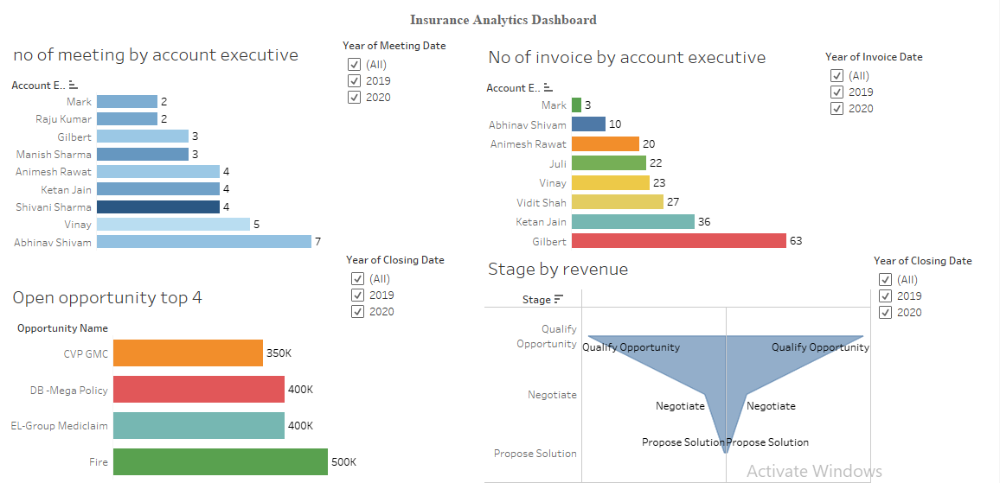 Insurance Analytics Dashboard
no of meeting by account executive
Year of Meeting Date
(All)
2019
2020
Account E..
Mark 2
Raju Kumar 2
Gilbert 3
Manish Sharma 3
Animesh Rawat 4
Ketan Jain 4
Shivani Sharma 4
Vinay 5
Abhinav Shivam 7
No of invoice by account executive
Year of Invoice Date
(All)
2019
2020
Account E..
Mark 3
Abhinav Shivam 10
Animesh Rawat 20
Juli 22
Vinay 23
Vidit Shah 27
Ketan Jain 36
Gilbert 63
Open opportunity top 4
Year of Closing Date
(All)
2019
2020
Opportunity Name
CVP GMC 350K
DB -Mega Policy 400K
EL-Group Mediclaim 400K
Fire 500K
Stage by revenue
Year of Closing Date
(All)
2019
2020
Stage
Qualify
Opportunity
Qualify Opportunity Qualify Opportunity
Negotiate
Negotiate Negotiate
Propose Solution Propose Solution
Propose Solution
Activate Windows